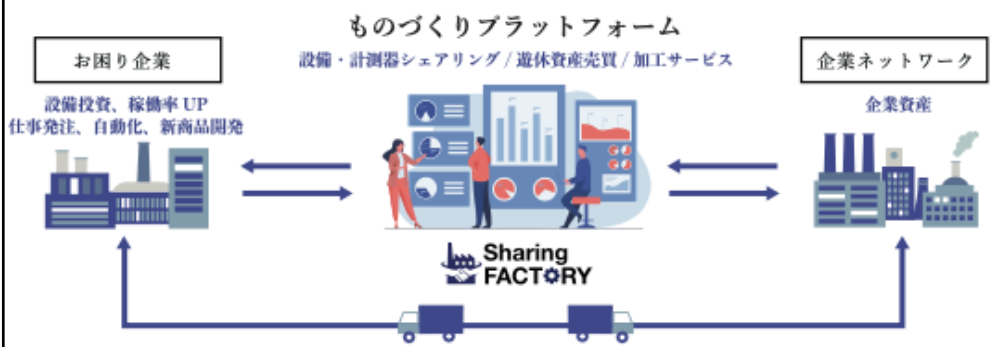 ものづくりプラットフォーム
お困り企業
設備・計測器シェアリング / 遊休資産売買 / 加工サービス
企業ネットワーク
設備投資、稼働率 UP
仕事発注、自動化、新商品開発
企業資産
Sharing
FACTORY